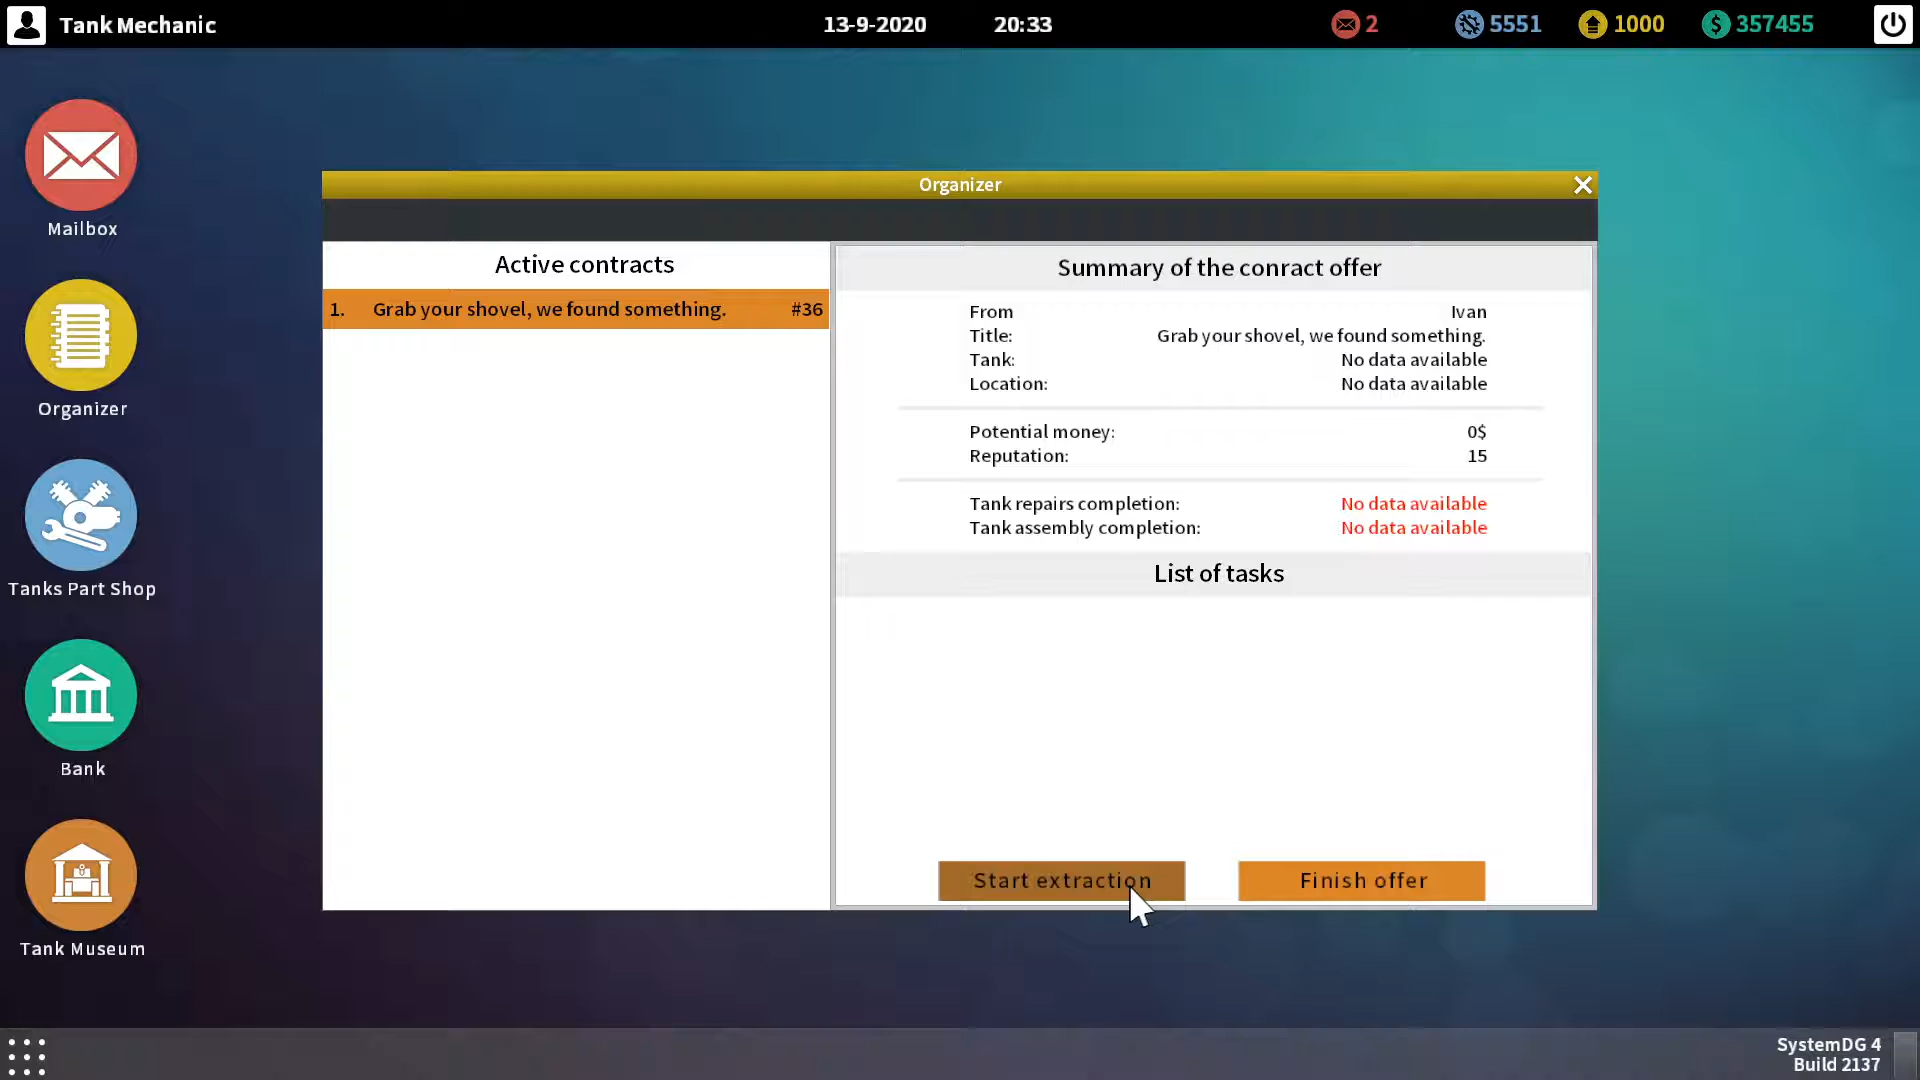 Tank Mechanic
13-9-2020
20:33
2
5551
1000
357455
Mailbox
Organizer
Tanks Part Shop
Bank
Tank Museum
Organizer
Active contracts
1. Grab your shovel, we found something. #36
Summary of the conract offer
From Ivan
Title: Grab your shovel, we found something.
Tank: No data available
Location: No data available
Potential money: 0$
Reputation: 15
Tank repairs completion: No data available
Tank assembly completion: No data available
List of tasks
Start extraction
Finish offer
SystemDG 4
Build 2137